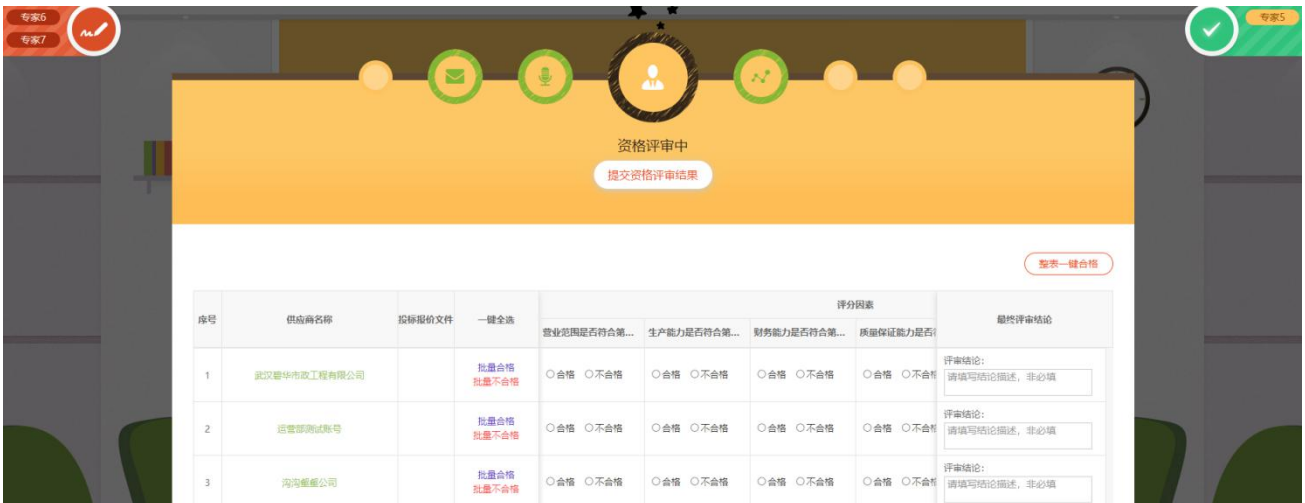 专家6
专家7
专家5
资格评审中
提交资格评审结果
整表一键合格
序号 供应商名称 投标报价文件 一键全选 评分因素 最终评审结论
营业范围是否符合第... 生产能力是否符合第... 财务能力是否符合第... 质量保证能力是否
1 武汉碧华市政工程有限公司 批量合格 批量不合格 合格 不合格 合格 不合格 合格 不合格 合格 不合格 评审结论: 请填写结论描述，非必填
2 运营部测试账号 批量合格 批量不合格 合格 不合格 合格 不合格 合格 不合格 合格 不合格 评审结论: 请填写结论描述，非必填
3 公司 批量合格 批量不合格 合格 不合格 合格 不合格 合格 不合格 合格 不合格 评审结论: 请填写结论描述，非必填